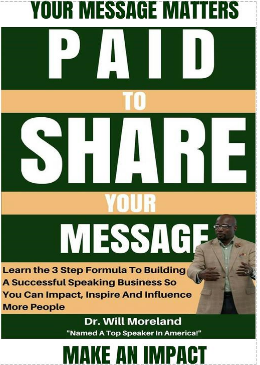 YOUR MESSAGE MATTERS
PAID
TO
SHARE
YOUR
MESSAGE
Learn the 3 Step Formula To Building
A Successful Speaking Business So
You Can Impact, Inspire And Influence
More People
Dr. Will Moreland
"Named A Top Speaker In America!"
MAKE AN IMPACT